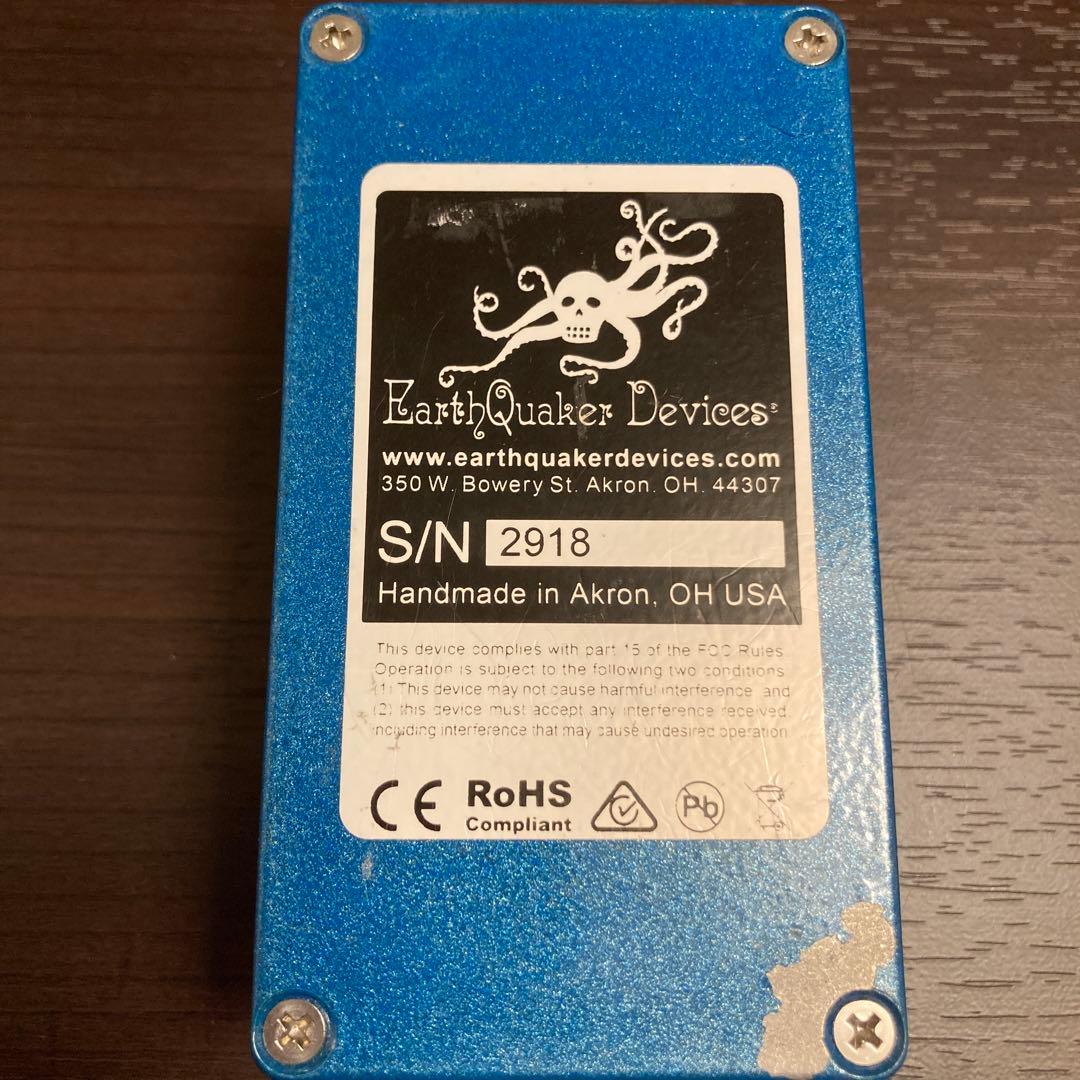 EarthQuaker Devices
www.earthquakerdevices.com
350 W. Bowery St. Akron. OH. 44307
S/N 2918
Handmade in Akron, OH USA
This device complies with part 15 of the FCC Rules
Operation is subject to the following two conditions
(1) This device may not cause harmful interference and
(2) this device must accept any interference received
including interference that may cause undesired operation
CE RoHS Pb
Compliant